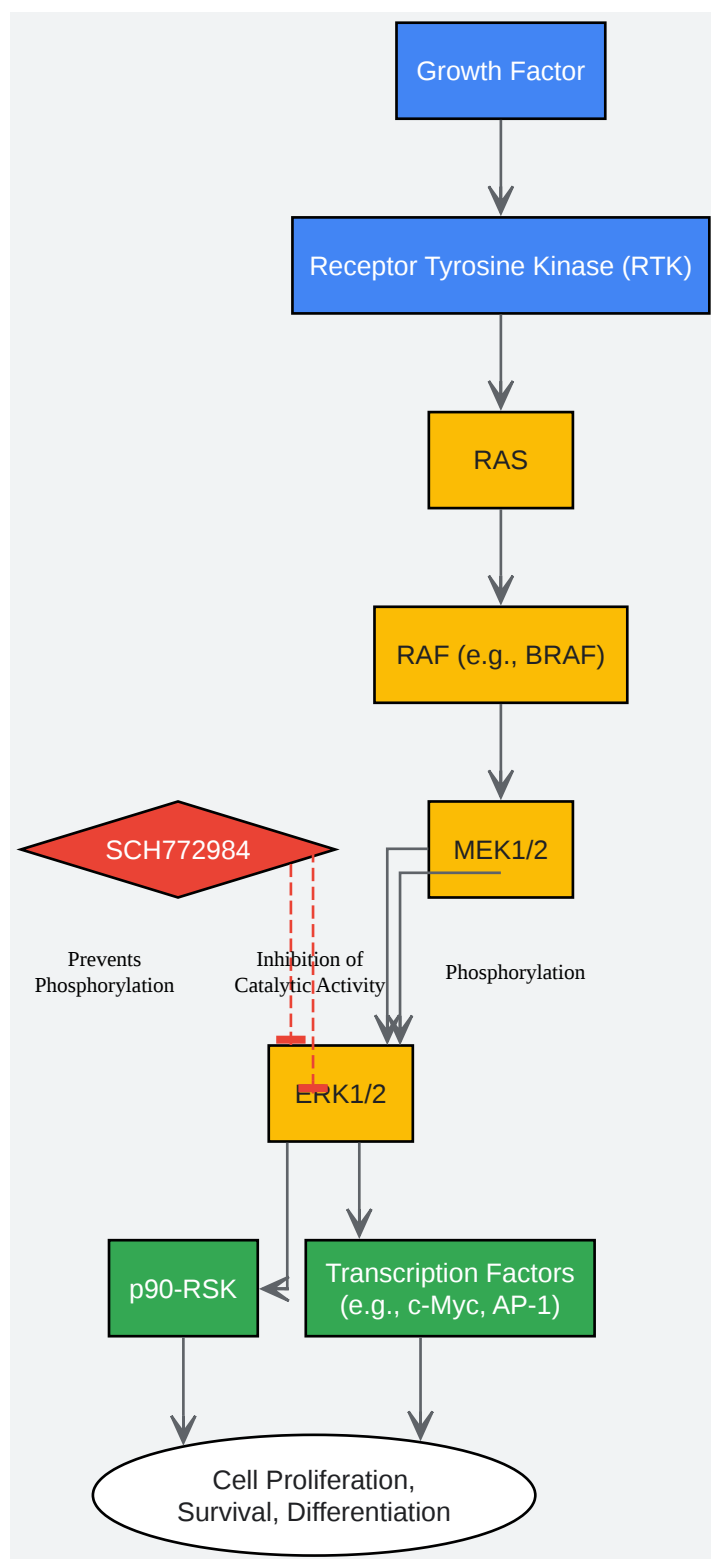 Growth Factor
Receptor Tyrosine Kinase (RTK)
RAS
RAF (e.g., BRAF)
SCH772984
MEK1/2
Prevents
Phosphorylation
Inhibition of
Catalytic Activity
Phosphorylation
ERK1/2
p90-RSK
Transcription Factors
(e.g., c-Myc, AP-1)
Cell Proliferation,
Survival, Differentiation